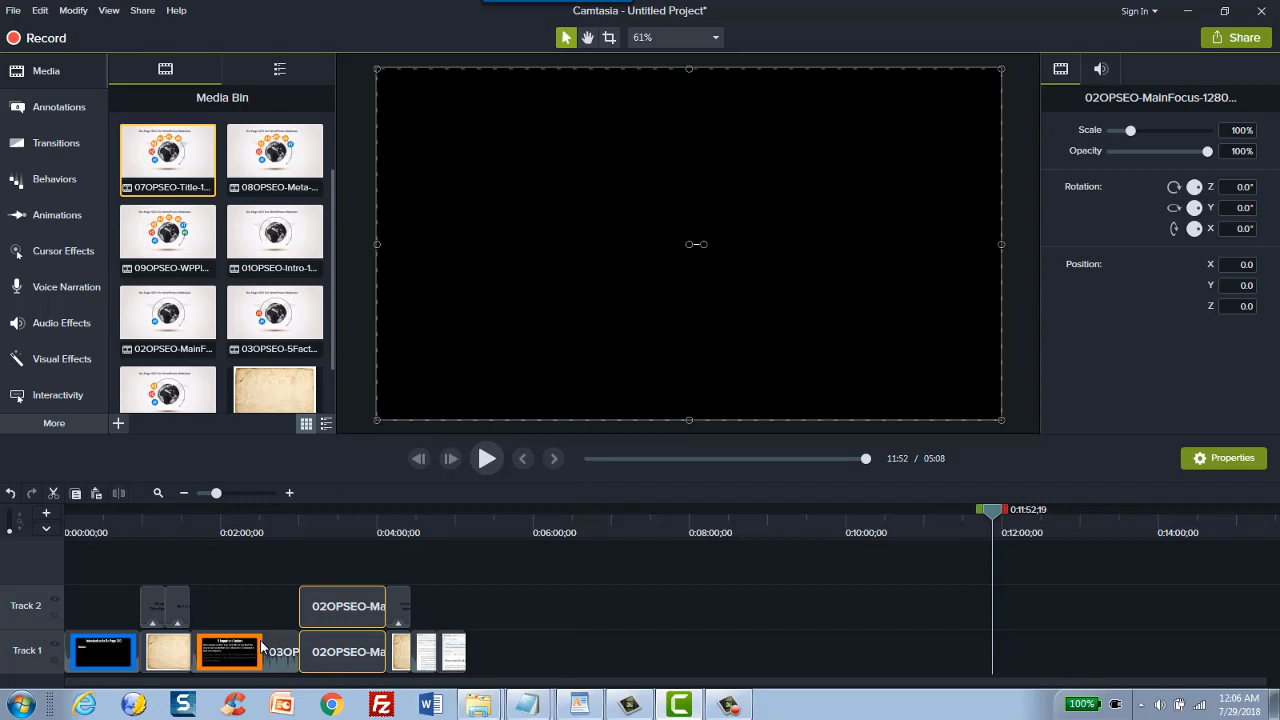 File Edit Modify View Share Help
Camtasia - Untitled Project*
Sign In
Record
61%
Share
Media
Annotations
Transitions
Behaviors
Animations
Cursor Effects
Voice Narration
Audio Effects
Visual Effects
Interactivity
More
Media Bin
07OPSEO-Title-1...
08OPSEO-Meta-...
09OPSEO-WPPl...
01OPSEO-Intro-1...
02OPSEO-MainF...
03OPSEO-5Fact...
02OPSEO-MainFocus-1280...
Scale 100%
Opacity 100%
Rotation: Z 0.0°
Y 0.0°
X 0.0°
Position: X 0.0
Y 0.0
Z 0.0
11:52 / 05:08
Properties
0:11:52;19
0:00:00;00 0:02:00;00 0:04:00;00 0:06:00;00 0:08:00;00 0:10:00;00 0:12:00;00 0:14:00;00
Track 2
02OPSEO-Ma
Track 1
03OP
02OPSEO-M
100%
12:06 AM
7/29/2018